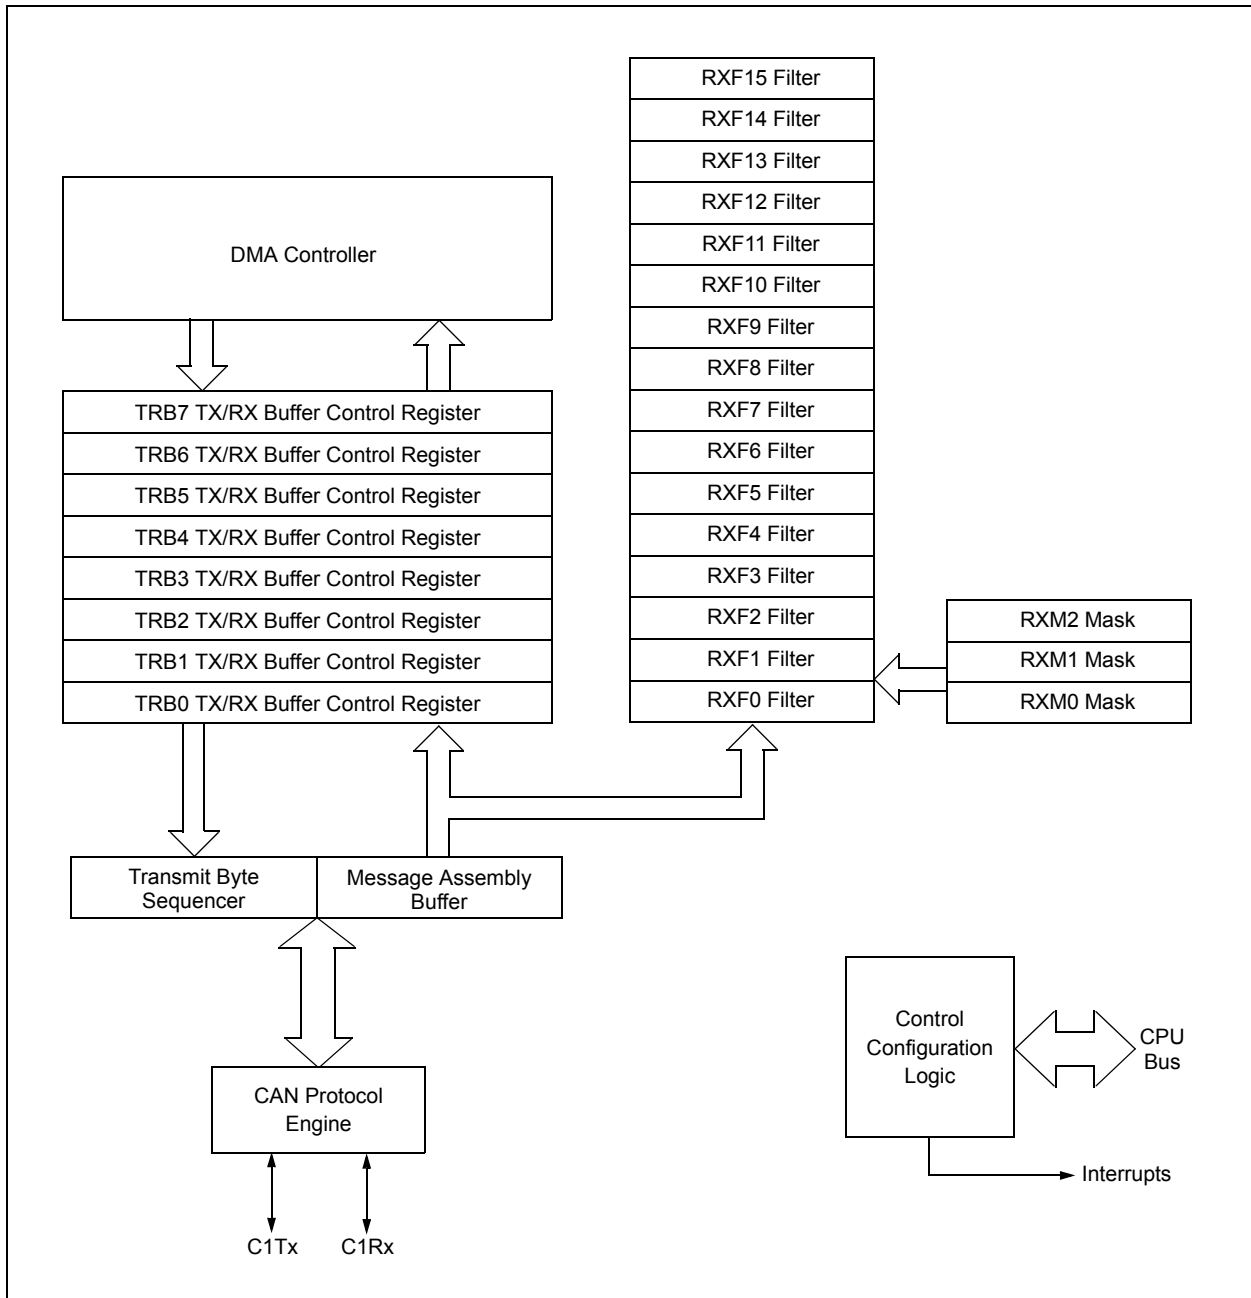 RXF15 Filter
RXF14 Filter
RXF13 Filter
RXF12 Filter
RXF11 Filter
RXF10 Filter
RXF9 Filter
RXF8 Filter
RXF7 Filter
RXF6 Filter
RXF5 Filter
RXF4 Filter
RXF3 Filter
RXF2 Filter
RXF1 Filter
RXF0 Filter
DMA Controller
TRB7 TX/RX Buffer Control Register
TRB6 TX/RX Buffer Control Register
TRB5 TX/RX Buffer Control Register
TRB4 TX/RX Buffer Control Register
TRB3 TX/RX Buffer Control Register
TRB2 TX/RX Buffer Control Register
TRB1 TX/RX Buffer Control Register
TRB0 TX/RX Buffer Control Register
RXM2 Mask
RXM1 Mask
RXM0 Mask
Transmit Byte
Sequencer
Message Assembly
Buffer
CAN Protocol
Engine
C1Tx
C1Rx
Control
Configuration
Logic
CPU
Bus
Interrupts